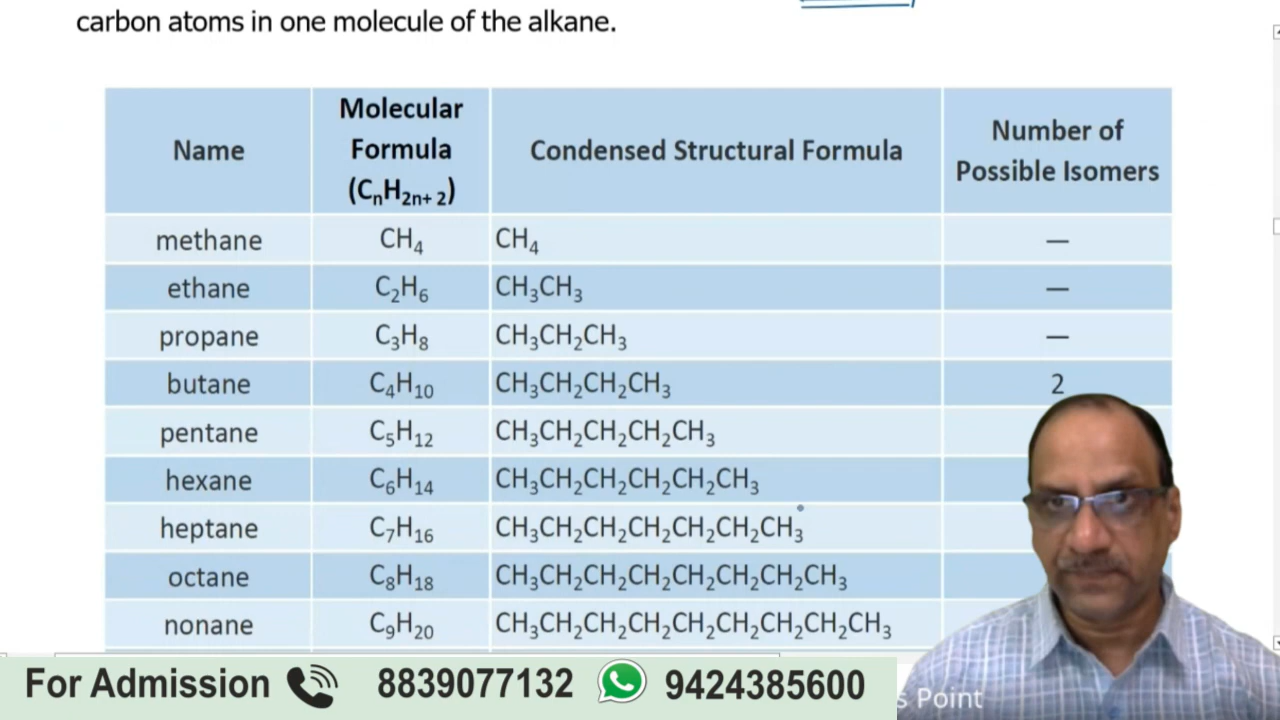 carbon atoms in one molecule of the alkane.
Name
Molecular
Formula
(CₙH₂ₙ₊ ₂)
Condensed Structural Formula
Number of
Possible Isomers
methane CH₄ CH₄ —
ethane C₂H₆ CH₃CH₃ —
propane C₃H₈ CH₃CH₂CH₃ —
butane C₄H₁₀ CH₃CH₂CH₂CH₃ 2
pentane C₅H₁₂ CH₃CH₂CH₂CH₂CH₃
hexane C₆H₁₄ CH₃CH₂CH₂CH₂CH₂CH₃
heptane C₇H₁₆ CH₃CH₂CH₂CH₂CH₂CH₂CH₃
octane C₈H₁₈ CH₃CH₂CH₂CH₂CH₂CH₂CH₂CH₃
nonane C₉H₂₀ CH₃CH₂CH₂CH₂CH₂CH₂CH₂CH₂CH₃
For Admission 8839077132 9424385600
Point